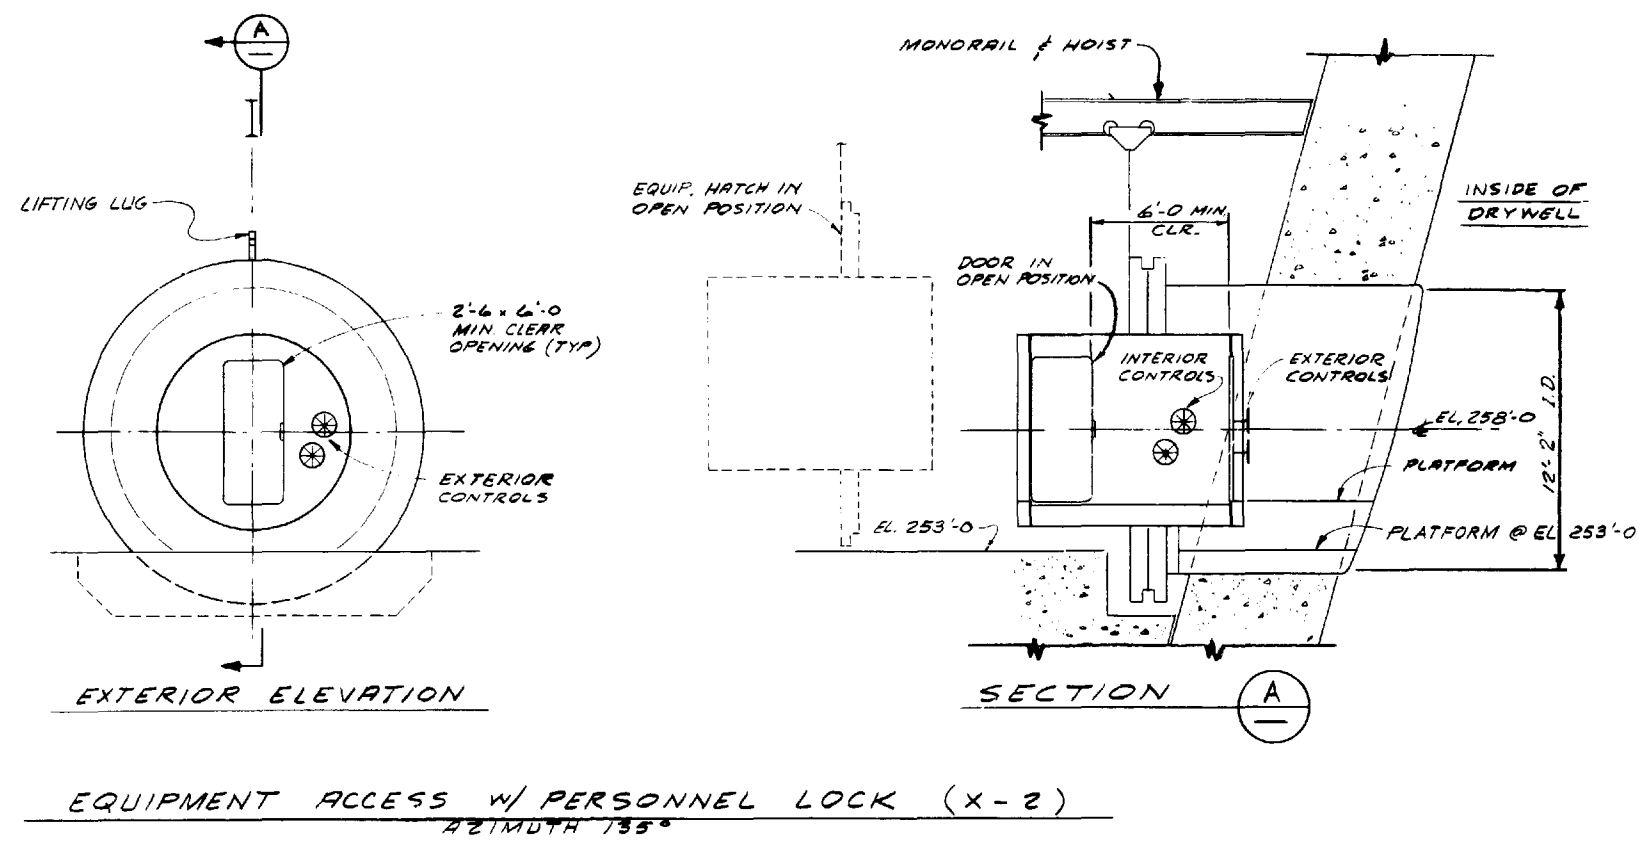 A
LIFTING LUG
2'-6 x 6'-0
MIN. CLEAR
OPENING (TYP)
EXTERIOR
CONTROLS
EXTERIOR ELEVATION
MONORAIL & HOIST
EQUIP. HATCH IN
OPEN POSITION
6'-0 MIN.
CLR.
DOOR IN
OPEN POSITION
INSIDE OF
DRYWELL
INTERIOR
CONTROLS
EXTERIOR
CONTROLS
EL. 258'-0
12'-2" I.D.
PLATFORM
EL. 253'-0
PLATFORM @ EL 253'-0
SECTION
A
EQUIPMENT ACCESS W/ PERSONNEL LOCK (X-2)
AZIMUTH 135°